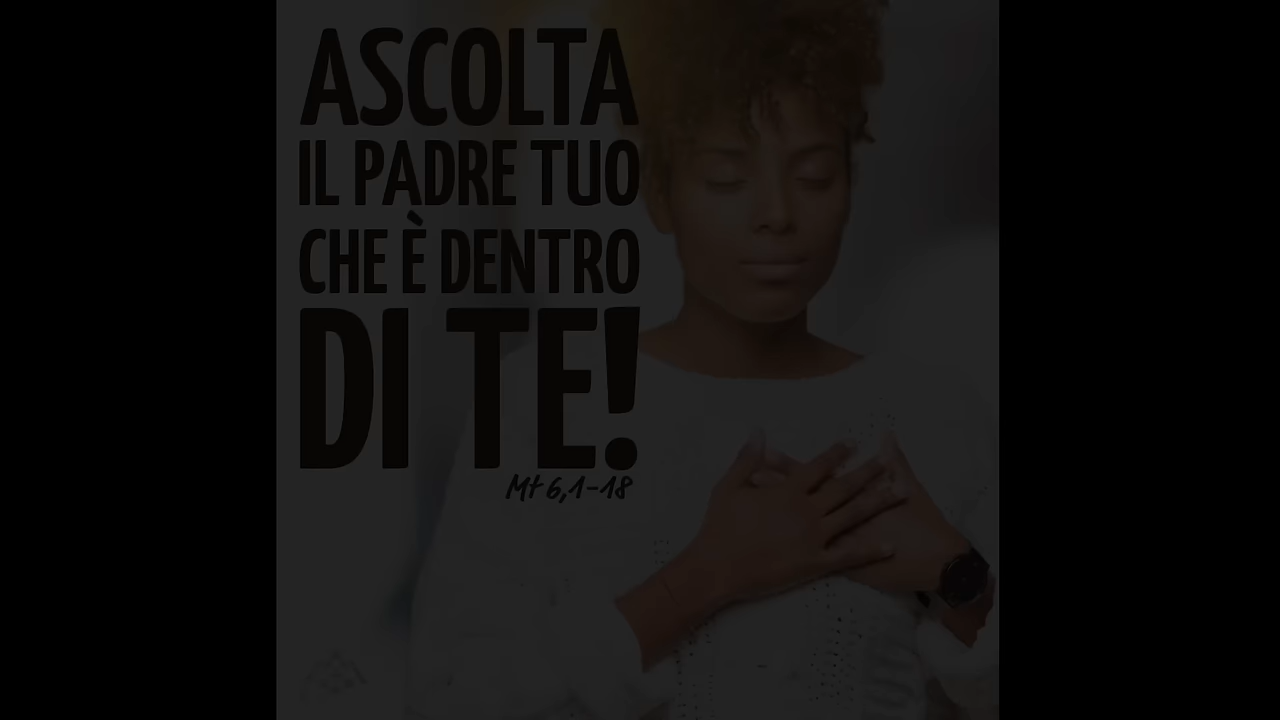 ASCOLTA
IL PADRE TUO
CHE È DENTRO
DI TE!
Mt 6,1-18